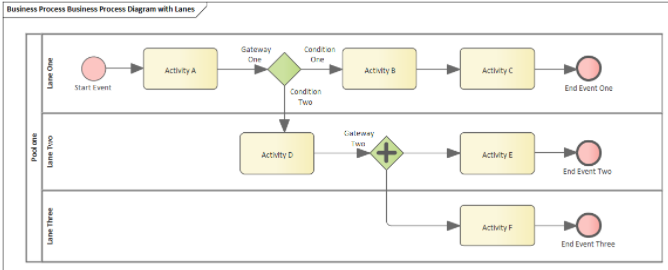 Business Process Business Process Diagram with Lanes
Pool one
Lane One
Start Event
Activity A
Gateway
One
Condition
One
Activity B
Activity C
End Event One
Condition
Two
Lane Two
Activity D
Gateway
Two
Activity E
End Event Two
Lane Three
Activity F
End Event Three